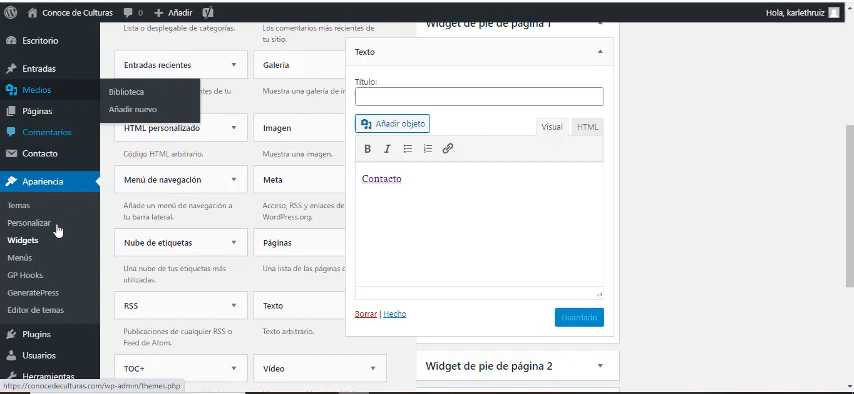 Conoce de Culturas 0 Añadir Hola, karlethruiz
Escritorio
Entradas
Medios
Páginas
Comentarios
Contacto
Apariencia
Temas
Personalizar
Widgets
Menús
GP Hooks
GeneratePress
Editor de temas
Plugins
Usuarios
Herramientas
https://conocedeculturas.com/wp-admin/themes.php
Biblioteca
Añadir nuevo
Lista o desplegable de categorías.
Los comentarios más recientes de
tu sitio.
Entradas recientes
Galería
entes de tu
Muestra una galería de in
HTML personalizado
Imagen
Código HTML arbitrario.
Muestra una imagen.
Menú de navegación
Meta
Añade un menú de navegación a
tu barra lateral.
Acceso, RSS y enlaces de
WordPress.org.
Nube de etiquetas
Páginas
Una nube de tus etiquetas más
utilizadas.
Una lista de las páginas d
RSS
Texto
Publicaciones de cualquier RSS o
Feed de Atom.
Texto arbitrario.
TOC+
Vídeo
Widget de pie de página 1
Texto
Título:
Añadir objeto
Visual HTML
B I
Contacto
Borrar | Hecho
Guardado
Widget de pie de página 2